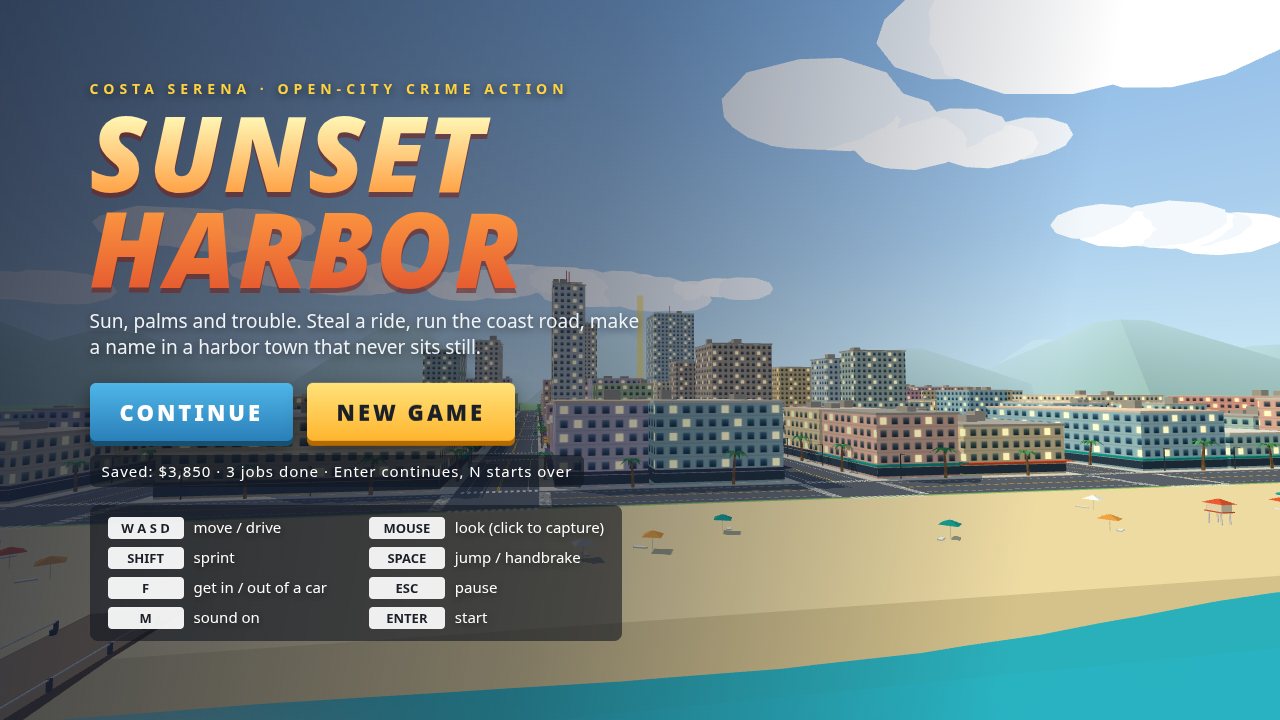 COSTA SERENA · OPEN-CITY CRIME ACTION
SUNSET
HARBOR
Sun, palms and trouble. Steal a ride, run the coast road, make
a name in a harbor town that never sits still.
CONTINUE NEW GAME
Saved: $3,850 · 3 jobs done · Enter continues, N starts over
W A S D move / drive MOUSE look (click to capture)
SHIFT sprint SPACE jump / handbrake
F get in / out of a car ESC pause
M sound on ENTER start